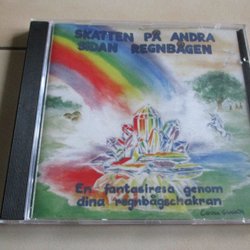 SKATTEN PÅ ANDRA
SIDAN REGNBÅGEN
En fantasiresa genom
dina regnbågschakran